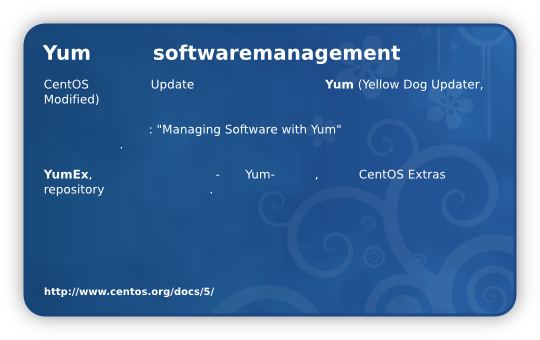 Yum softwaremanagement
CentOS Update Yum (Yellow Dog Updater,
Modified)
: "Managing Software with Yum"
.
YumEx, - Yum- , CentOS Extras
repository .
http://www.centos.org/docs/5/